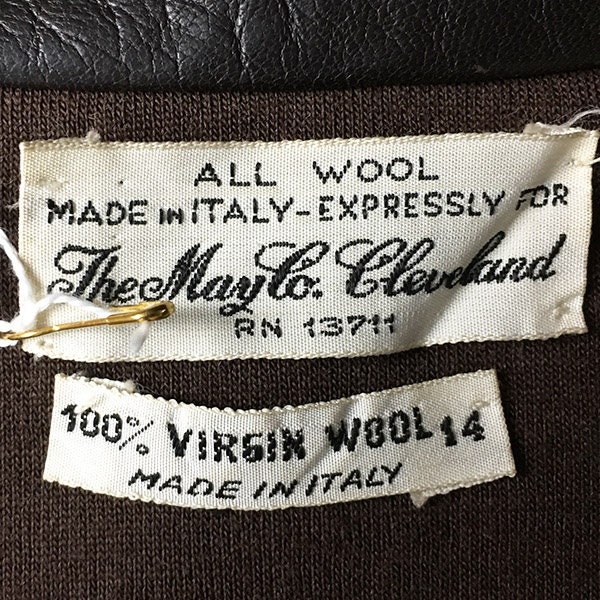 ALL WOOL
MADE IN ITALY-EXPRESSLY FOR
The May Co. Cleveland
RN 13711
100% VIRGIN WOOL 14
MADE IN ITALY